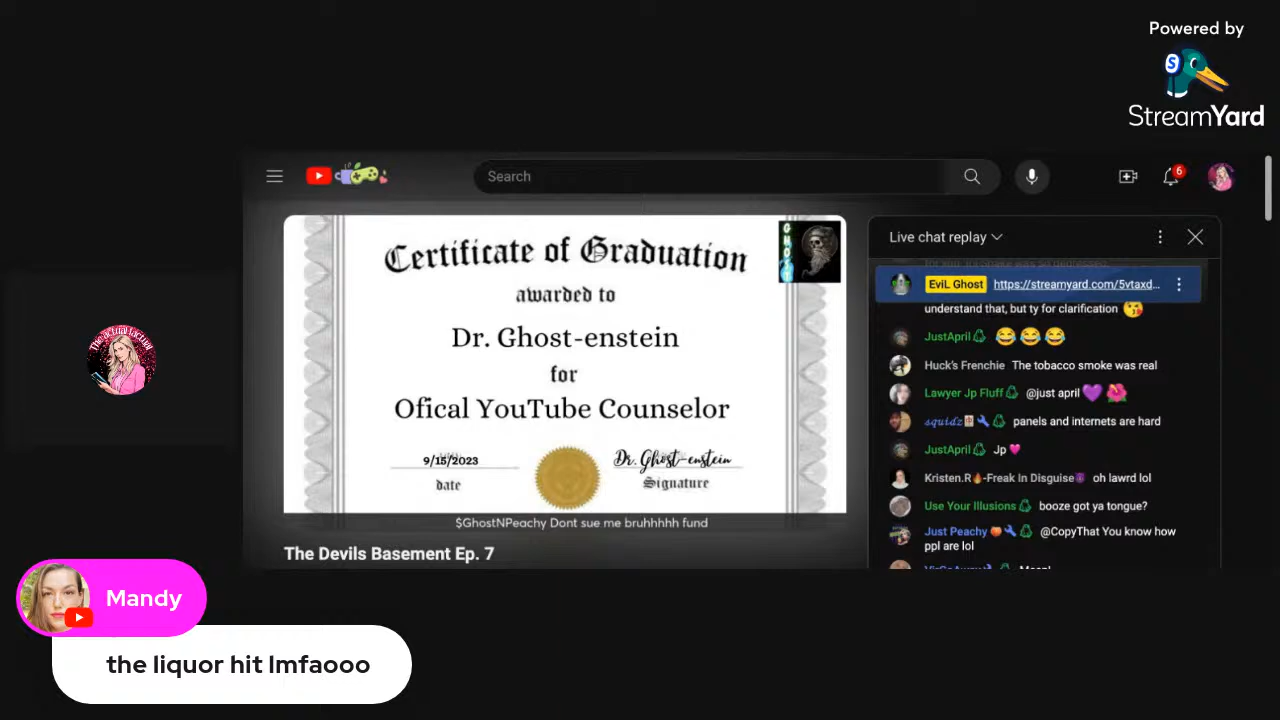 Powered by
StreamYard
Search
6
Certificate of Graduation
GHOST
awarded to
Dr. Ghost-enstein
for
Ofical YouTube Counselor
9/15/2023
Dr. Ghost-enstein
date
Signature
$GhostNPeachy Dont sue me bruhhhhh fund
The Devils Basement Ep. 7
Live chat replay
EviL Ghost https://streamyard.com/5vtaxd...
understand that, but ty for clarification
JustApril
Huck's Frenchie The tobacco smoke was real
Lawyer Jp Fluff @just april
squidz panels and internets are hard
JustApril Jp
Kristen.R🔥-Freak In Disguise😈 oh lawrd lol
Use Your Illusions booze got ya tongue?
Just Peachy @CopyThat You know how
ppl are lol
The actual factual
Mandy
the liquor hit lmfaooo